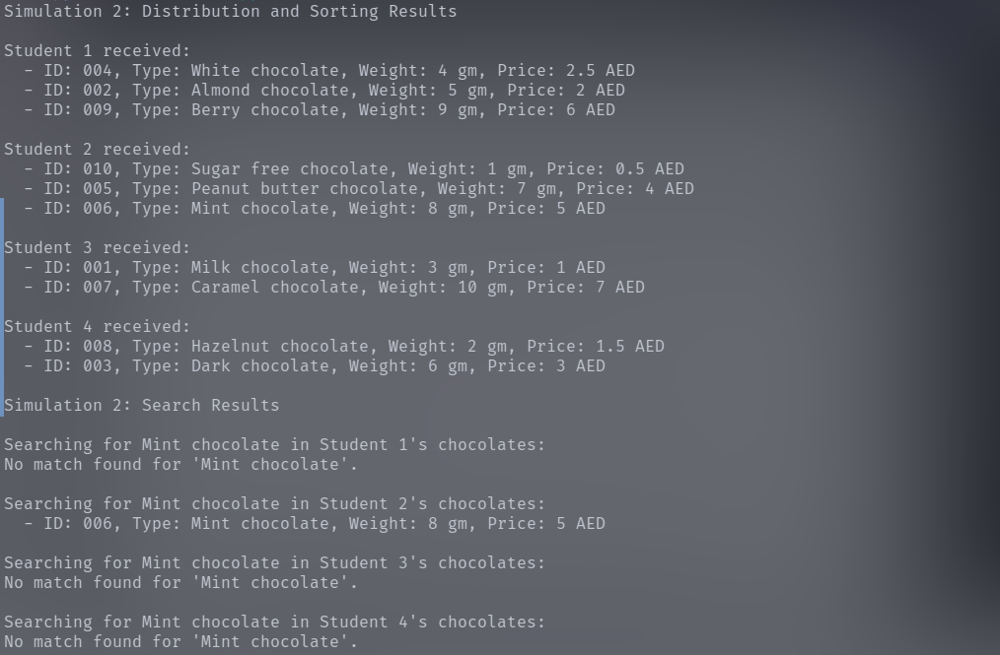 Simulation 2: Distribution and Sorting Results
Student 1 received:
- ID: 004, Type: White chocolate, Weight: 4 gm, Price: 2.5 AED
- ID: 002, Type: Almond chocolate, Weight: 5 gm, Price: 2 AED
- ID: 009, Type: Berry chocolate, Weight: 9 gm, Price: 6 AED
Student 2 received:
- ID: 010, Type: Sugar free chocolate, Weight: 1 gm, Price: 0.5 AED
- ID: 005, Type: Peanut butter chocolate, Weight: 7 gm, Price: 4 AED
- ID: 006, Type: Mint chocolate, Weight: 8 gm, Price: 5 AED
Student 3 received:
- ID: 001, Type: Milk chocolate, Weight: 3 gm, Price: 1 AED
- ID: 007, Type: Caramel chocolate, Weight: 10 gm, Price: 7 AED
Student 4 received:
- ID: 008, Type: Hazelnut chocolate, Weight: 2 gm, Price: 1.5 AED
- ID: 003, Type: Dark chocolate, Weight: 6 gm, Price: 3 AED
Simulation 2: Search Results
Searching for Mint chocolate in Student 1's chocolates:
No match found for 'Mint chocolate'.
Searching for Mint chocolate in Student 2's chocolates:
- ID: 006, Type: Mint chocolate, Weight: 8 gm, Price: 5 AED
Searching for Mint chocolate in Student 3's chocolates:
No match found for 'Mint chocolate'.
Searching for Mint chocolate in Student 4's chocolates:
No match found for 'Mint chocolate'.